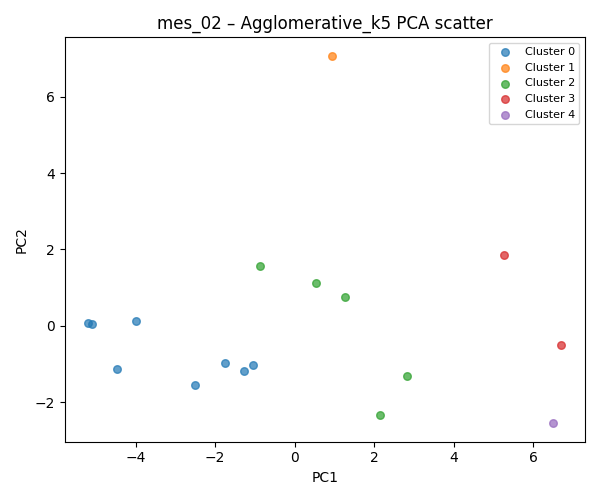 mes_02 – Agglomerative_k5 PCA scatter
Cluster 0
Cluster 1
Cluster 2
Cluster 3
Cluster 4
PC2
6
4
2
0
−2
−4 −2 0 2 4 6
PC1